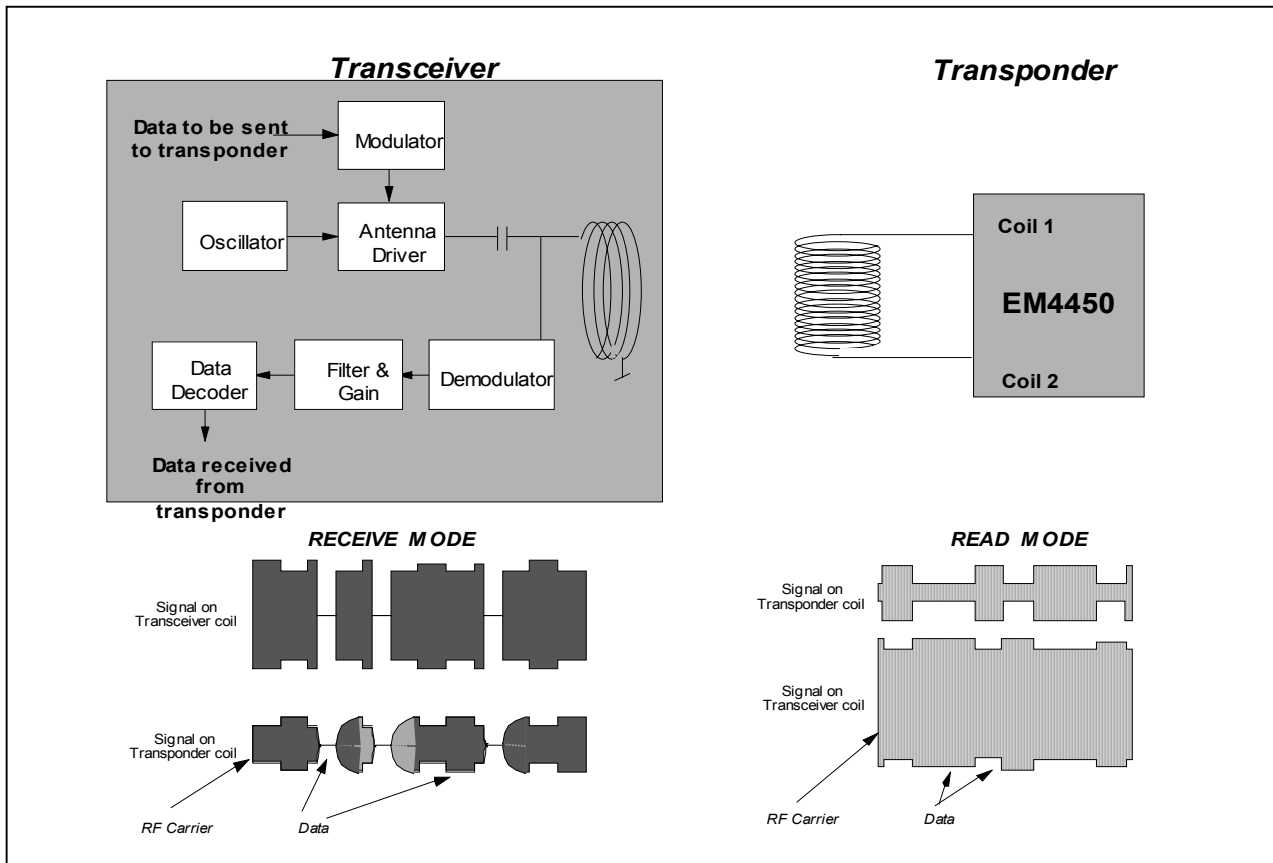 Transceiver
Transponder
Data to be sent
to transponder
Modulator
Oscillator
Antenna
Driver
Data
Decoder
Filter &
Gain
Demodulator
Data received
from
transponder
Coil 1
EM4450
Coil 2
RECEIVE MODE
Signal on
Transceiver coil
Signal on
Transponder coil
RF Carrier
Data
READ MODE
Signal on
Transponder coil
Signal on
Transceiver coil
RF Carrier
Data